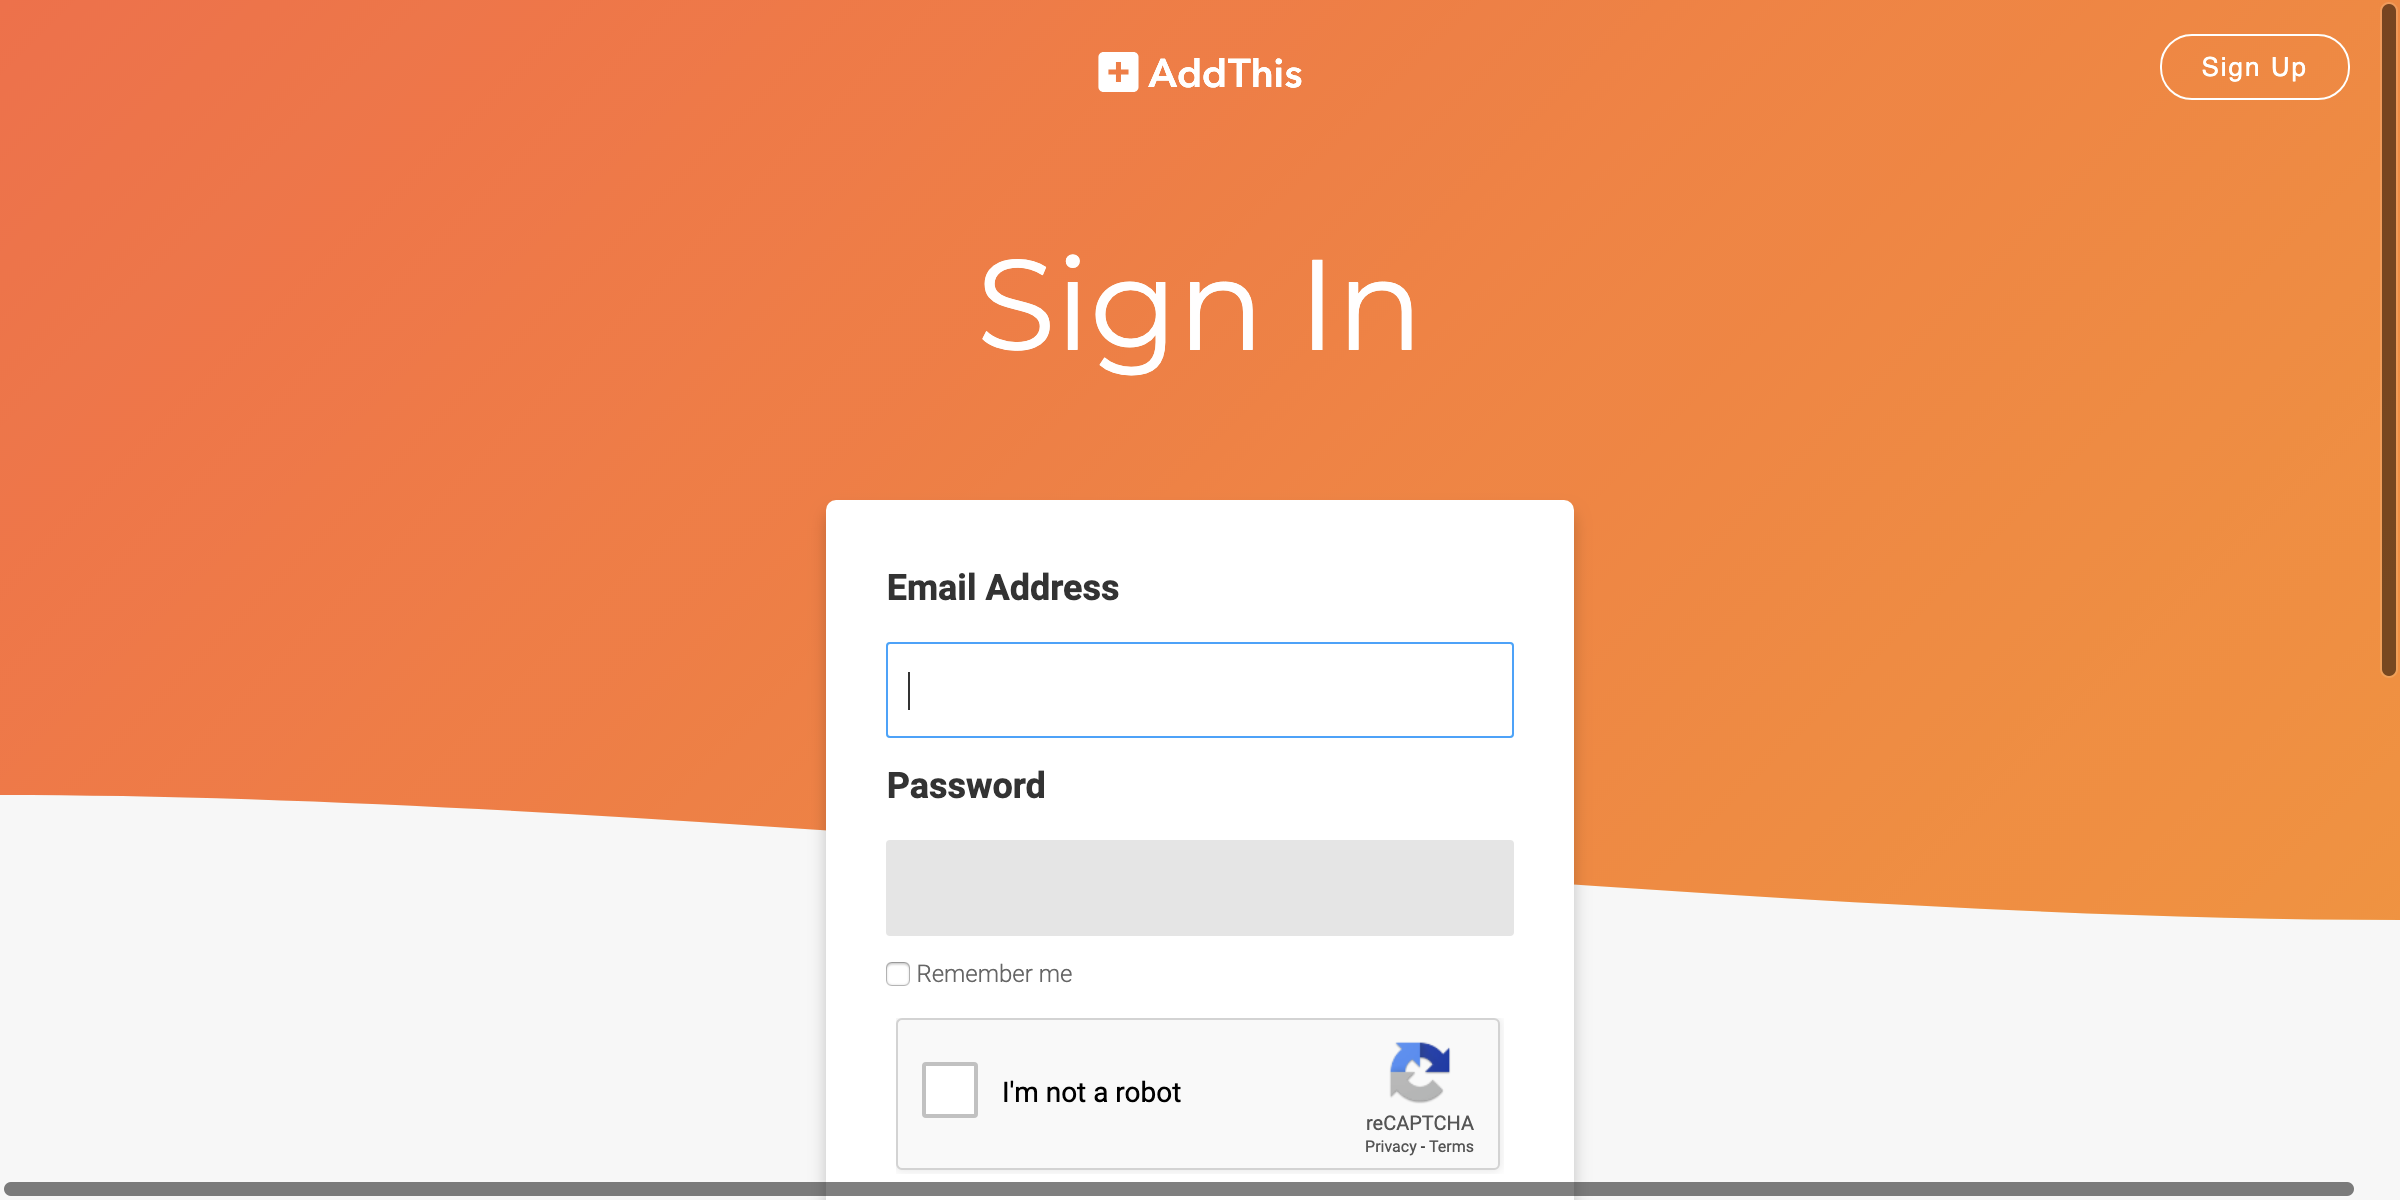 AddThis
Sign Up
Sign In
Email Address
Password
Remember me
I'm not a robot
reCAPTCHA
Privacy - Terms